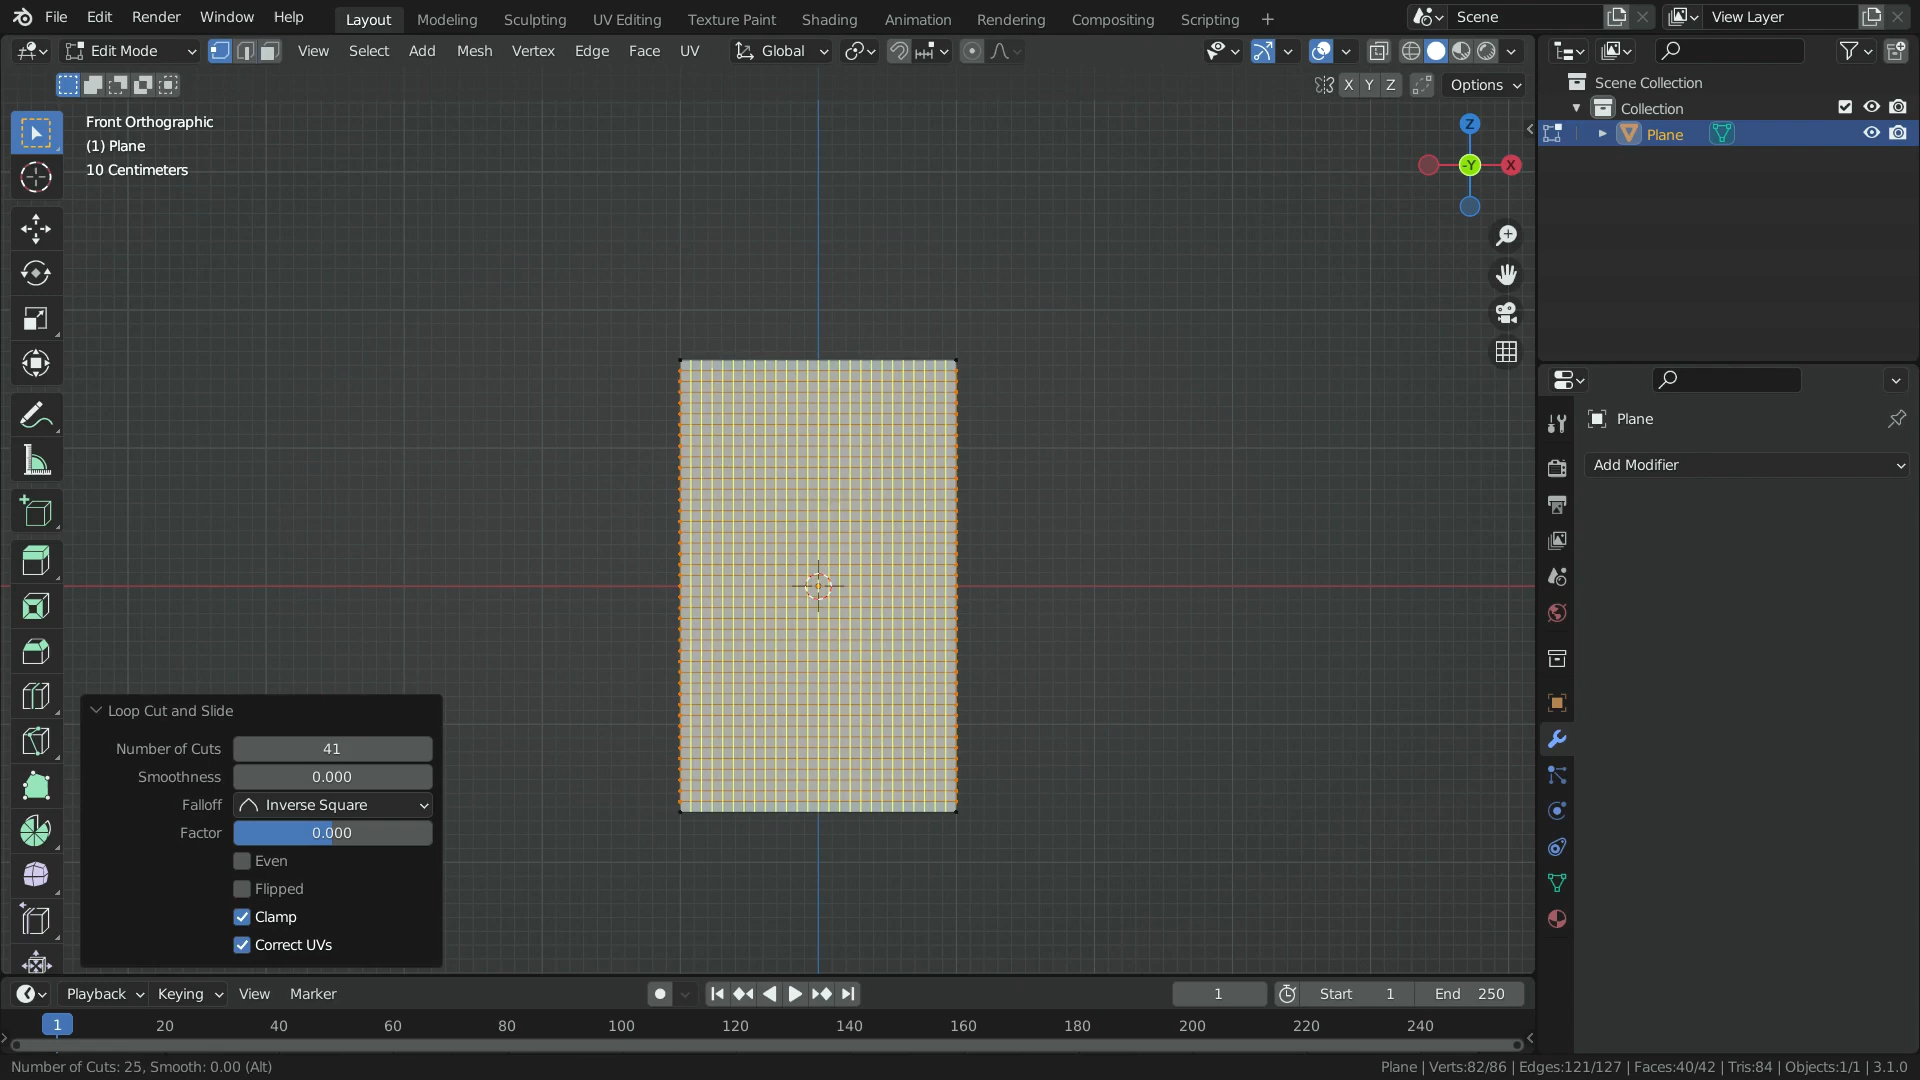 File Edit Render Window Help Layout Modeling Sculpting UV Editing Texture Paint Shading Animation Rendering Compositing Scripting + Scene View Layer
Edit Mode View Select Add Mesh Vertex Edge Face UV Global
X Y Z Options
Front Orthographic
(1) Plane
10 Centimeters
Z
-Y X
Scene Collection
Collection
Plane
Plane
Add Modifier
Loop Cut and Slide
Number of Cuts 41
Smoothness 0.000
Falloff Inverse Square
Factor 0.000
Even
Flipped
Clamp
Correct UVs
Playback Keying View Marker 1 Start 1 End 250
1 20 40 60 80 100 120 140 160 180 200 220 240
Number of Cuts: 25, Smooth: 0.00 (Alt) Plane | Verts:82/86 | Edges:121/127 | Faces:40/42 | Tris:84 | Objects:1/1 | 3.1.0